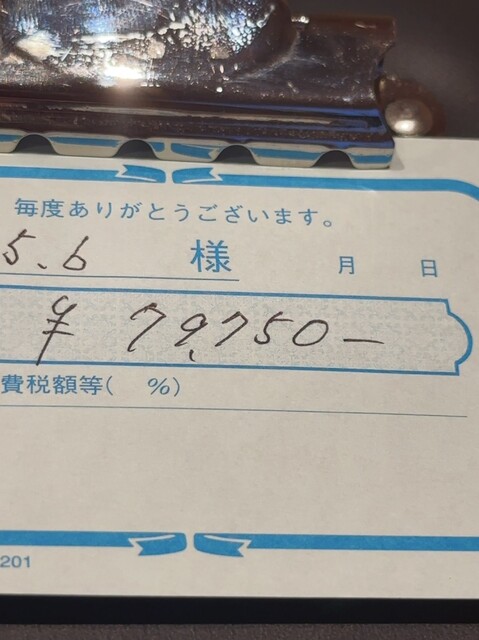 毎度ありがとうございます。
5.6 様 月 日
¥ 79,750-
費税額等( %)
201